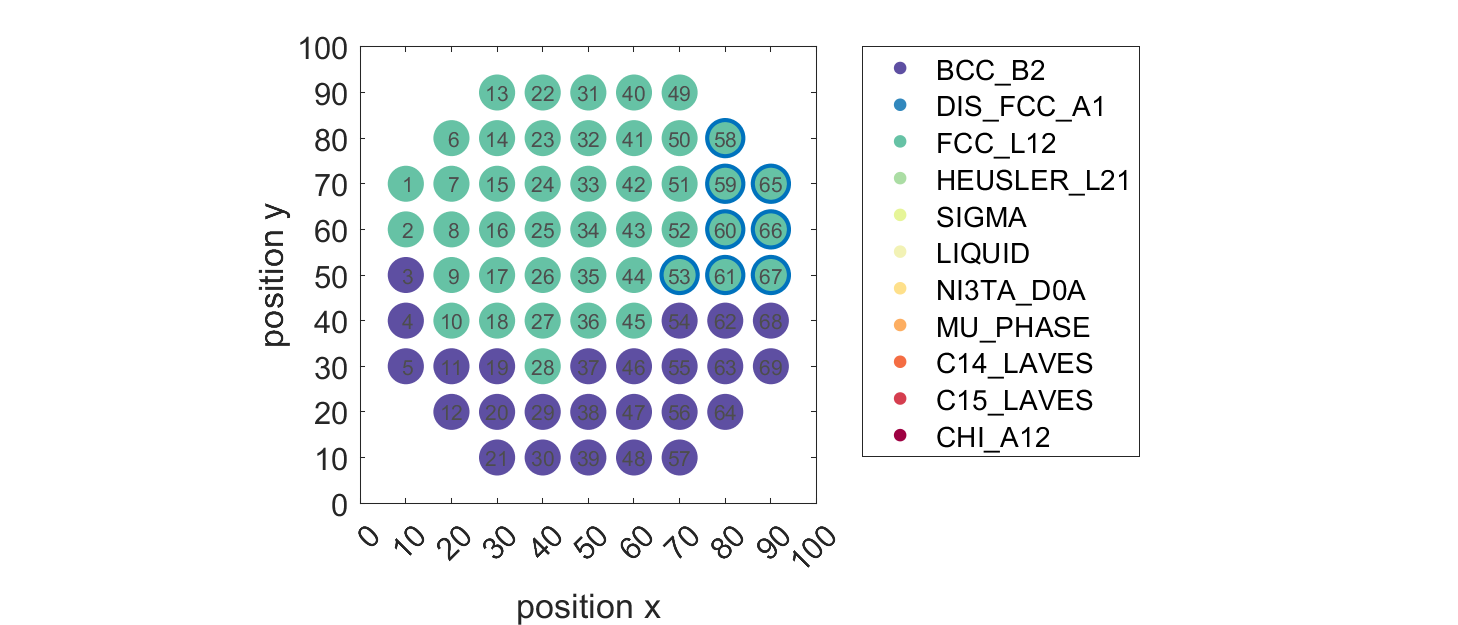 100
90
80
70
60
50
40
30
20
10
0
position y
13 22 31 40 49
6 14 23 32 41 50 58
1 7 15 24 33 42 51 59 65
2 8 16 25 34 43 52 60 66
3 9 17 26 35 44 53 61 67
4 10 18 27 36 45 54 62 68
5 11 19 28 37 46 55 63 69
12 20 29 38 47 56 64
21 30 39 48 57
0 10 20 30 40 50 60 70 80 90 100
position x
BCC_B2
DIS_FCC_A1
FCC_L12
HEUSLER_L21
SIGMA
LIQUID
NI3TA_D0A
MU_PHASE
C14_LAVES
C15_LAVES
CHI_A12